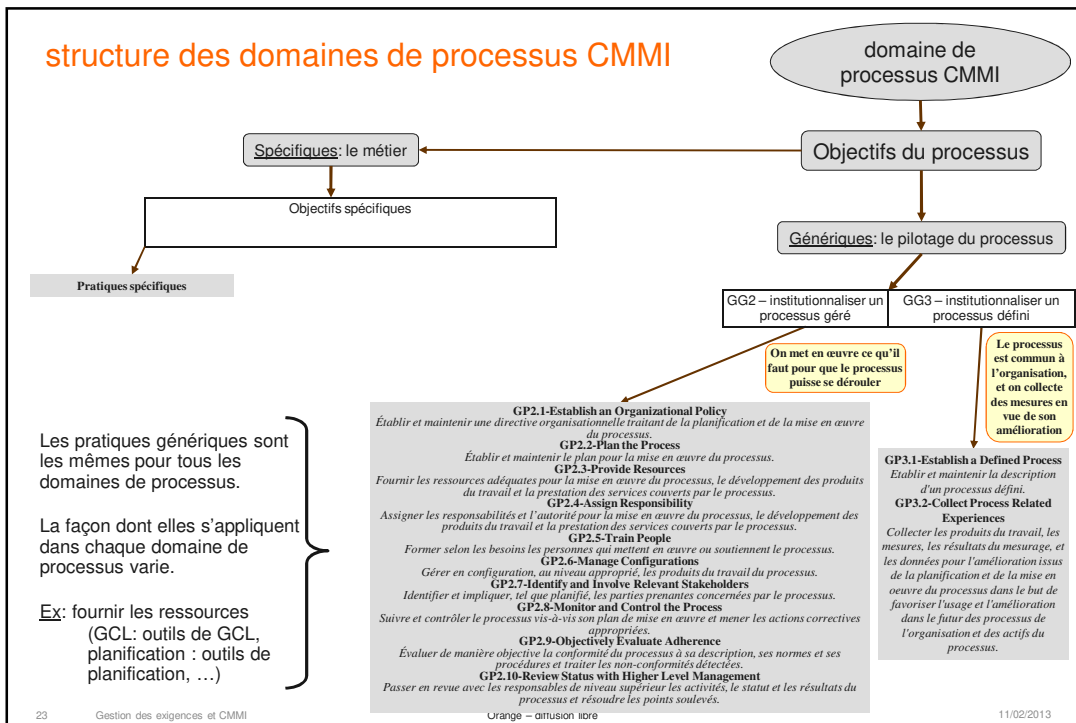 structure des domaines de processus CMMI
domaine de
processus CMMI
Spécifiques: le métier
Objectifs du processus
Objectifs spécifiques
Génériques: le pilotage du processus
Pratiques spécifiques
GG2 – institutionnaliser un
processus géré
GG3 – institutionnaliser un
processus défini
On met en œuvre ce qu'il
faut pour que le processus
puisse se dérouler
Le processus
est commun à
l'organisation,
et on collecte
des mesures en
vue de son
amélioration
Les pratiques génériques sont
les mêmes pour tous les
domaines de processus.
La façon dont elles s'appliquent
dans chaque domaine de
processus varie.
Ex: fournir les ressources
(GCL: outils de GCL,
planification : outils de
planification, …)
GP2.1-Establish an Organizational Policy
Établir et maintenir une directive organisationnelle traitant de la planification et de la mise en œuvre
du processus.
GP2.2-Plan the Process
Établir et maintenir le plan pour la mise en œuvre du processus.
GP2.3-Provide Resources
Fournir les ressources adéquates pour la mise en œuvre du processus, le développement des produits
du travail et la prestation des services couverts par le processus.
GP2.4-Assign Responsibility
Assigner les responsabilités et l'autorité pour la mise en œuvre du processus, le développement des
produits du travail et la prestation des services couverts par le processus.
GP2.5-Train People
Former selon les besoins les personnes qui mettent en œuvre ou soutiennent le processus.
GP2.6-Manage Configurations
Gérer en configuration, au niveau approprié, les produits du travail du processus.
GP2.7-Identify and Involve Relevant Stakeholders
Identifier et impliquer, tel que planifié, les parties prenantes concernées par le processus.
GP2.8-Monitor and Control the Process
Suivre et contrôler le processus vis-à-vis son plan de mise en œuvre et mener les actions correctives
appropriées.
GP2.9-Objectively Evaluate Adherence
Évaluer de manière objective la conformité du processus à sa description, ses normes et ses
procédures et traiter les non-conformités détectées.
GP2.10-Review Status with Higher Level Management
Passer en revue avec les responsables de niveau supérieur les activités, le statut et les résultats du
processus et résoudre les points soulevés.
GP3.1-Establish a Defined Process
Etablir et maintenir la description
d'un processus défini.
GP3.2-Collect Process Related
Experiences
Collecter les produits du travail, les
mesures, les résultats du mesurage, et
les données pour l'amélioration issus
de la planification et de la mise en
oeuvre du processus dans le but de
favoriser l'usage et l'amélioration
dans le futur des processus de
l'organisation et des actifs du
processus.
23 Gestion des exigences et CMMI Orange – diffusion libre 11/02/2013